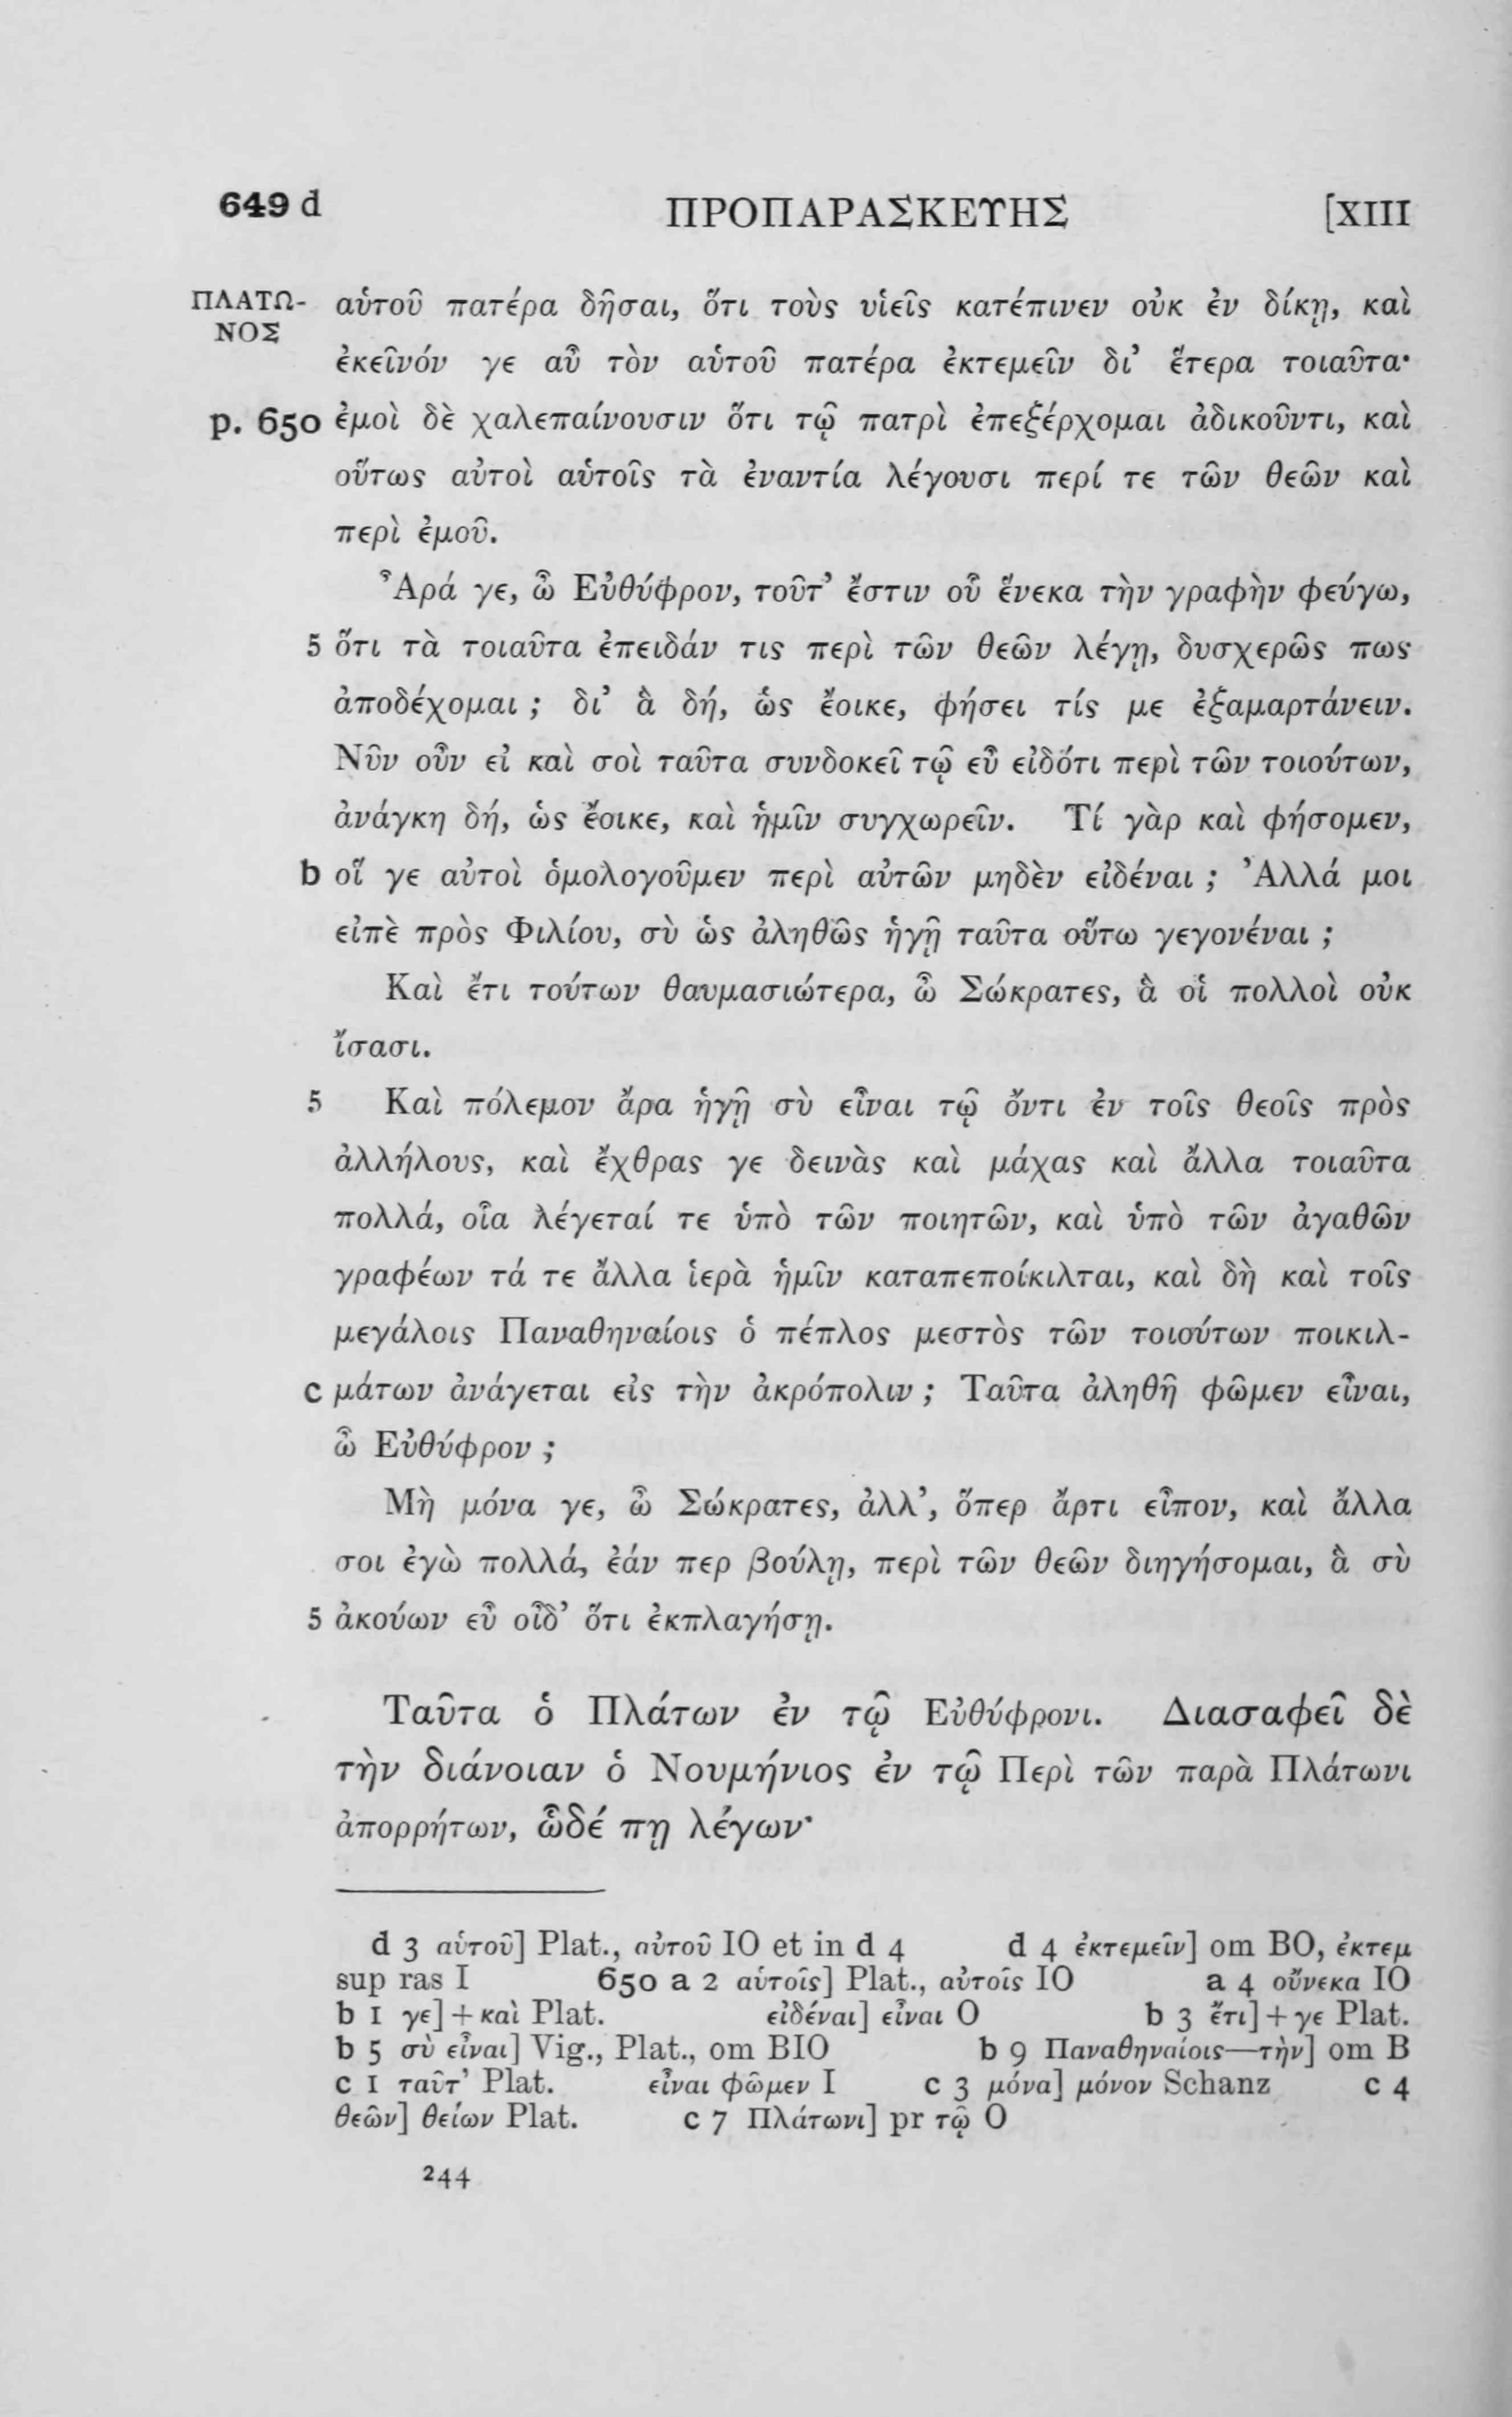 649 d ΠΡΟΠΑΡΑΣΚΕΥΗΣ [XIII
ΠΛΑΤΩ- αὑτοῦ πατέρα δῆσαι, ὅτι τοὺς υἱεῖς κατέπινεν οὐκ ἐν δίκῃ, καὶ
ΝΟΣ
ἐκεῖνόν γε αὖ τὸν αὑτοῦ πατέρα ἐκτεμεῖν δι’ ἕτερα τοιαῦτα·
p. 650 ἐμοὶ δὲ χαλεπαίνουσιν ὅτι τῷ πατρὶ ἐπεξέρχομαι ἀδικοῦντι, καὶ
οὕτως αὐτοὶ αὑτοῖς τὰ ἐναντία λέγουσι περί τε τῶν θεῶν καὶ
περὶ ἐμοῦ.
Ἆρά γε, ὦ Εὐθύφρον, τοῦτ’ ἔστιν οὗ ἕνεκα τὴν γραφὴν φεύγω,
5 ὅτι τὰ τοιαῦτα ἐπειδάν τις περὶ τῶν θεῶν λέγῃ, δυσχερῶς πως
ἀποδέχομαι ; δι’ ἃ δή, ὡς ἔοικε, φήσει τίς με ἐξαμαρτάνειν.
Νῦν οὖν εἰ καὶ σοὶ ταῦτα συνδοκεῖ τῷ εὖ εἰδότι περὶ τῶν τοιούτων,
ἀνάγκη δή, ὡς ἔοικε, καὶ ἡμῖν συγχωρεῖν. Τί γὰρ καὶ φήσομεν,
b οἵ γε αὐτοὶ ὁμολογοῦμεν περὶ αὐτῶν μηδὲν εἰδέναι ; Ἀλλά μοι
εἰπὲ πρὸς Φιλίου, σὺ ὡς ἀληθῶς ἡγῇ ταῦτα οὕτω γεγονέναι ;
Καὶ ἔτι τούτων θαυμασιώτερα, ὦ Σώκρατες, ἃ οἱ πολλοὶ οὐκ
ἴσασι.
5 Καὶ πόλεμον ἄρα ἡγῇ σὺ εἶναι τῷ ὄντι ἐν τοῖς θεοῖς πρὸς
ἀλλήλους, καὶ ἔχθρας γε δεινὰς καὶ μάχας καὶ ἄλλα τοιαῦτα
πολλά, οἷα λέγεταί τε ὑπὸ τῶν ποιητῶν, καὶ ὑπὸ τῶν ἀγαθῶν
γραφέων τά τε ἄλλα ἱερὰ ἡμῖν καταπεποίκιλται, καὶ δὴ καὶ τοῖς
μεγάλοις Παναθηναίοις ὁ πέπλος μεστὸς τῶν τοιούτων ποικιλ-
c μάτων ἀνάγεται εἰς τὴν ἀκρόπολιν ; Ταῦτα ἀληθῆ φῶμεν εἶναι,
ὦ Εὐθύφρον ;
Μὴ μόνα γε, ὦ Σώκρατες, ἀλλ’, ὅπερ ἄρτι εἶπον, καὶ ἄλλα
σοι ἐγὼ πολλά, ἐάν περ βούλῃ, περὶ τῶν θεῶν διηγήσομαι, ἃ σὺ
5 ἀκούων εὖ οἶδ’ ὅτι ἐκπλαγήσῃ.
Ταῦτα ὁ Πλάτων ἐν τῷ Εὐθύφρονι. Διασαφεῖ δὲ
τὴν διάνοιαν ὁ Νουμήνιος ἐν τῷ Περὶ τῶν παρὰ Πλάτωνι
ἀπορρήτων, ὧδέ πῃ λέγων·
d 3 αὑτοῦ] Plat., αὐτοῦ IO et in d 4 d 4 ἐκτεμεῖν] om BO, ἐκτεμ
sup ras I 650 a 2 αὑτοῖς] Plat., αὐτοῖς IO a 4 οὕνεκα IO
b 1 γε] + καὶ Plat. εἰδέναι] εἶναι O b 3 ἔτι] + γε Plat.
b 5 σὺ εἶναι] Vig., Plat., om BIO b 9 Παναθηναίοις—τὴν] om B
c 1 ταῦτ’ Plat. εἶναι φῶμεν I c 3 μόνα] μόνον Schanz c 4
θεῶν] θείων Plat. c 7 Πλάτωνι] pr τῷ O
244